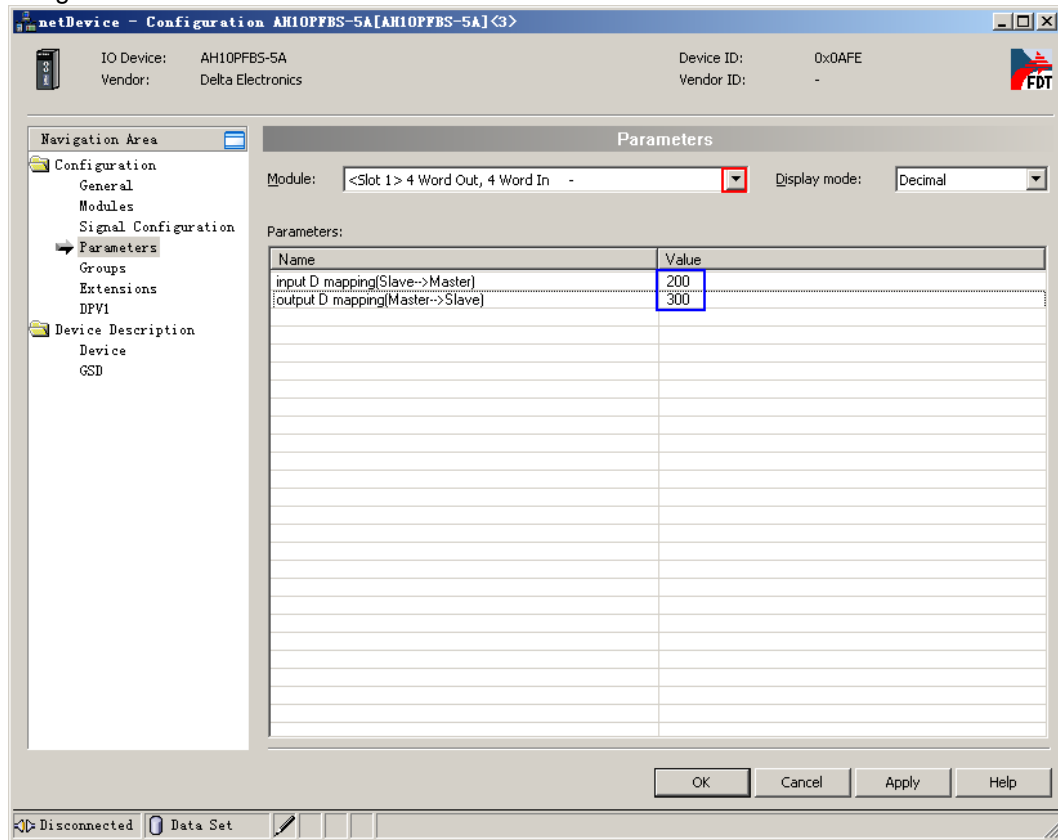 netDevice - Configuration AH10PFBS-5A[AH10PFBS-5A]<3>
IO Device: AH10PFBS-5A Device ID: 0x0AFE
Vendor: Delta Electronics Vendor ID: -
FDT
Navigation Area
Configuration
General
Modules
Signal Configuration
Parameters
Groups
Extensions
DPV1
Device Description
Device
GSD
Parameters
Module: <Slot 1> 4 Word Out, 4 Word In - Display mode: Decimal
Parameters:
Name Value
input D mapping(Slave-->Master) 200
output D mapping(Master-->Slave) 300
OK Cancel Apply Help
Disconnected Data Set